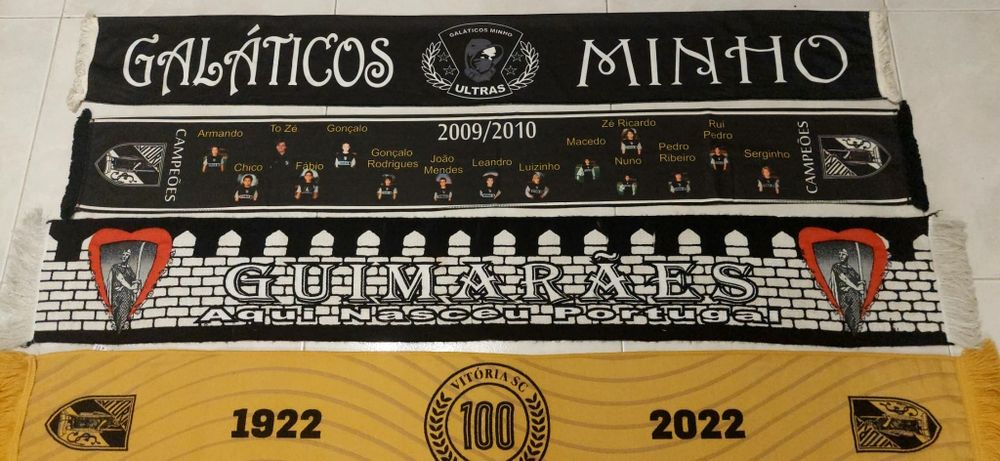 GALÁTICOS
GALÁTICOS MINHO
ULTRAS
MINHO
CAMPEÕES
Armando
To Zé
Gonçalo
2009/2010
Zé Ricardo
Rui
Pedro
Chico
Fábio
Gonçalo
Rodrigues
João
Mendes
Leandro
Luizinho
Macedo
Nuno
Pedro
Ribeiro
Serginho
CAMPEÕES
GUIMARÃES
Aqui Nasceu Portugal
1922
VITÓRIA SC
100
2022